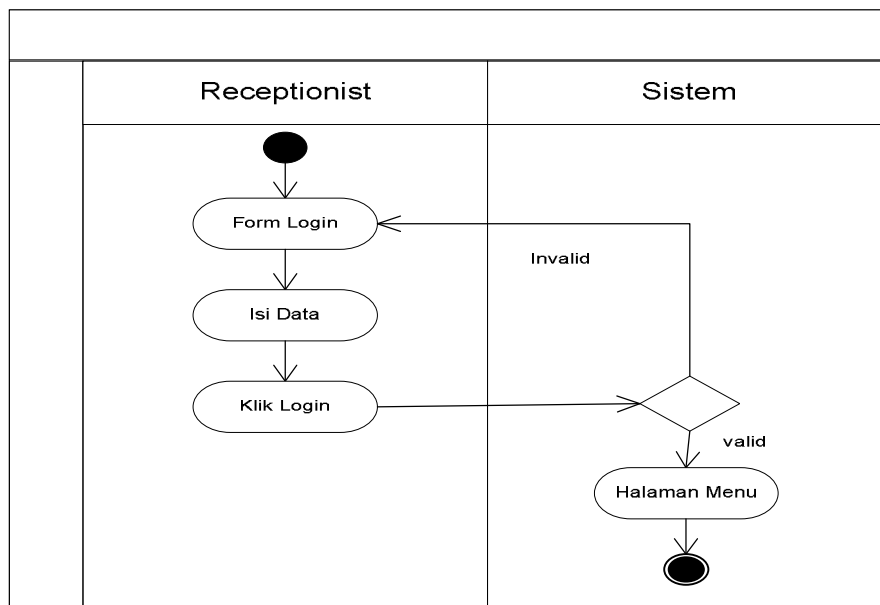 Receptionist
Sistem
Form Login
Invalid
Isi Data
Klik Login
valid
Halaman Menu